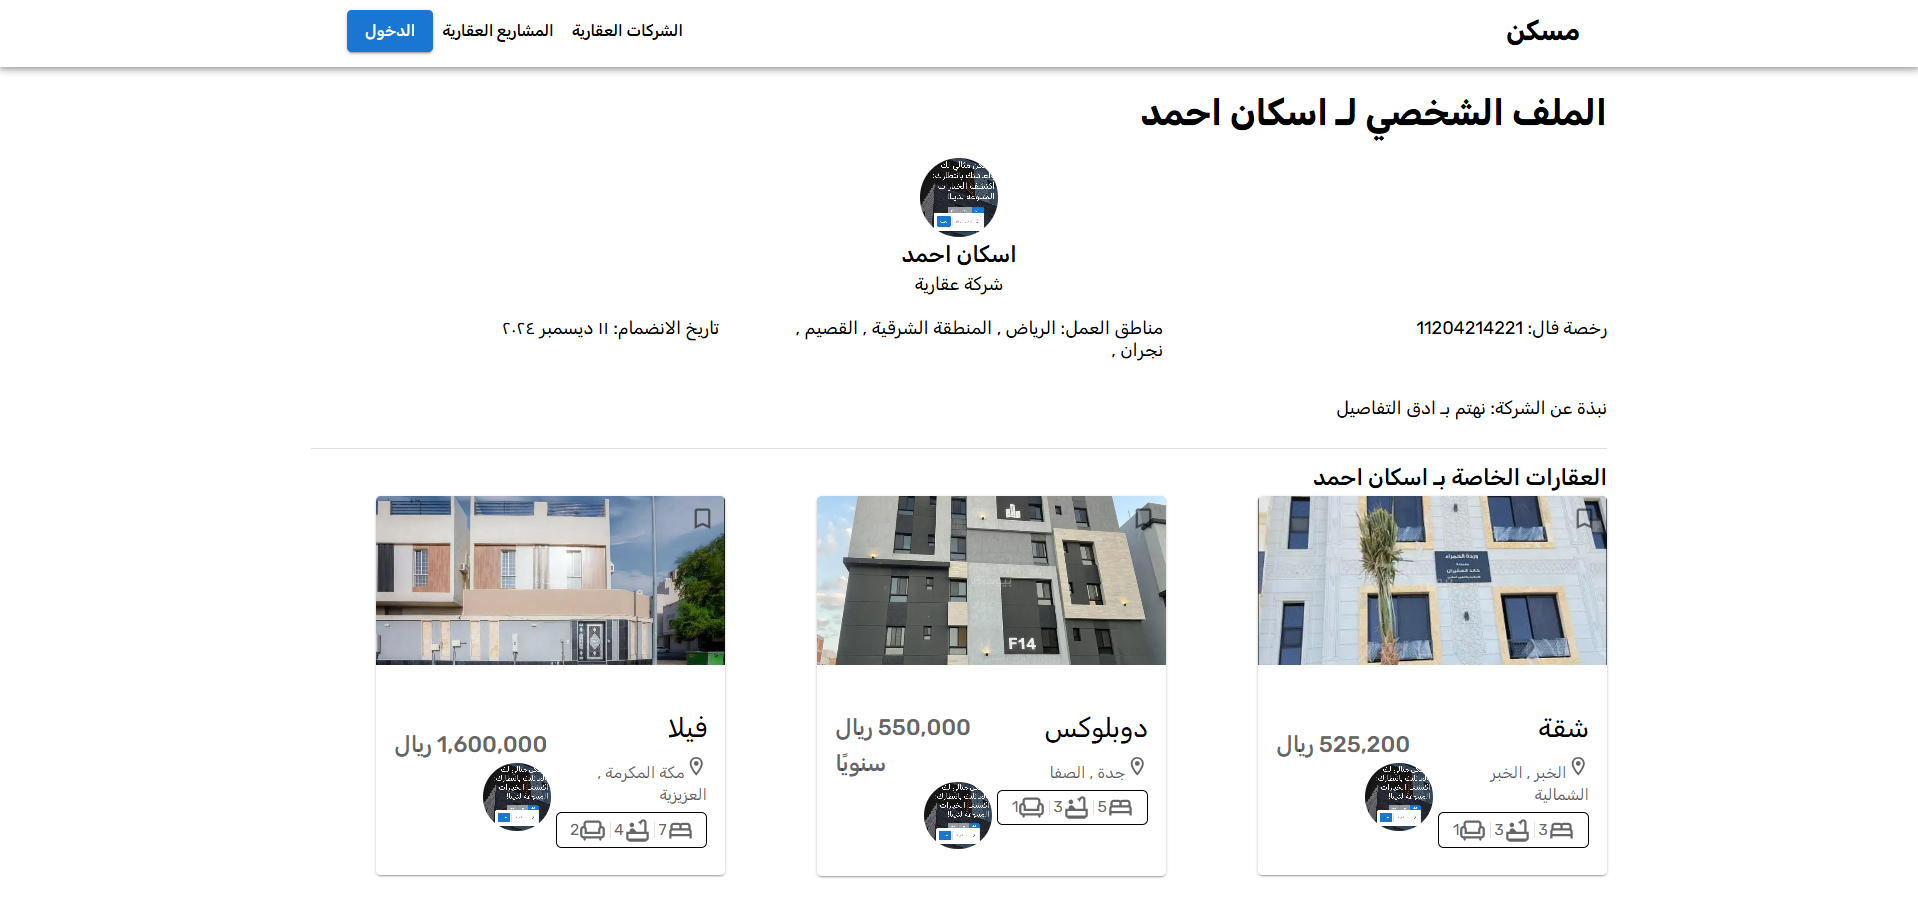 مسكن
الشركات العقارية
المشاريع العقارية
الدخول
الملف الشخصي لـ اسكان احمد
اسكان احمد
شركة عقارية
رخصة فال: 11204214221
مناطق العمل: الرياض , المنطقة الشرقية , القصيم ,
نجران ,
تاريخ الانضمام: ١١ ديسمبر ٢٠٢٤
نبذة عن الشركة: نهتم بـ ادق التفاصيل
العقارات الخاصة بـ اسكان احمد
وردة الحمراء
شقة
525,200 ريال
الخبر , الخبر
الشمالية
3
3
1
F14
دوبلوكس
550,000 ريال
سنويًا
جدة , الصفا
5
3
1
فيلا
1,600,000 ريال
مكة المكرمة ,
العزيزية
7
4
2